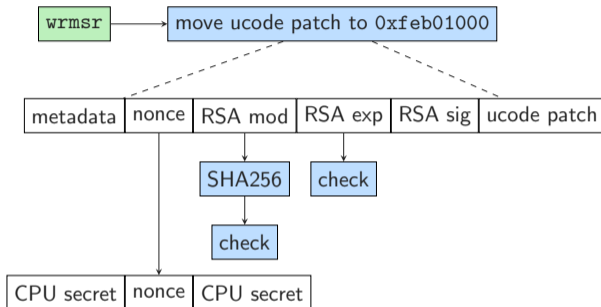 wrmsr move ucode patch to 0xfeb01000
metadata nonce RSA mod RSA exp RSA sig ucode patch
SHA256 check
check
CPU secret nonce CPU secret